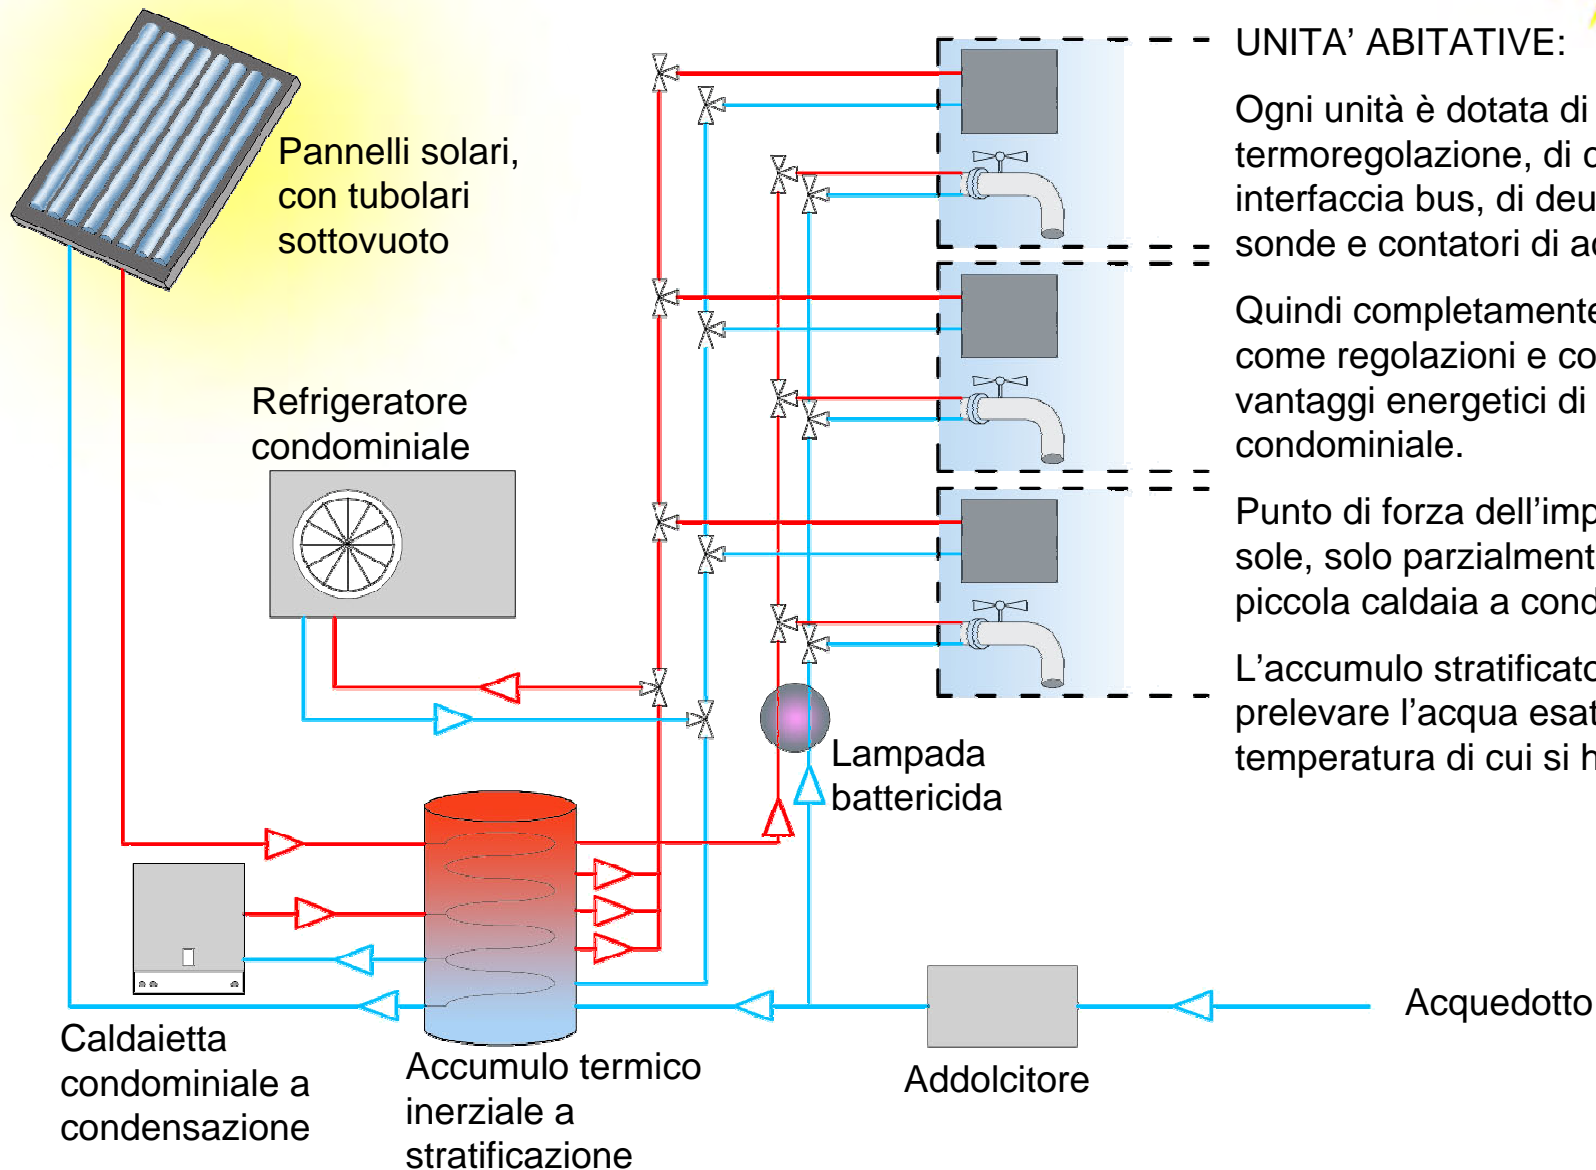 Pannelli solari,
con tubolari
sottovuoto
Refrigeratore
condominiale
Lampada
battericida
Caldaietta
condominiale a
condensazione
Accumulo termico
inerziale a
stratificazione
Addolcitore
Acquedotto
UNITA’ ABITATIVE:
Ogni unità è dotata di
termoregolazione, di c
interfaccia bus, di deu
sonde e contatori di a
Quindi completamente
come regolazioni e co
vantaggi energetici di
condominiale.
Punto di forza dell’imp
sole, solo parzialment
piccola caldaia a cond
L’accumulo stratificato
prelevare l’acqua esat
temperatura di cui si h